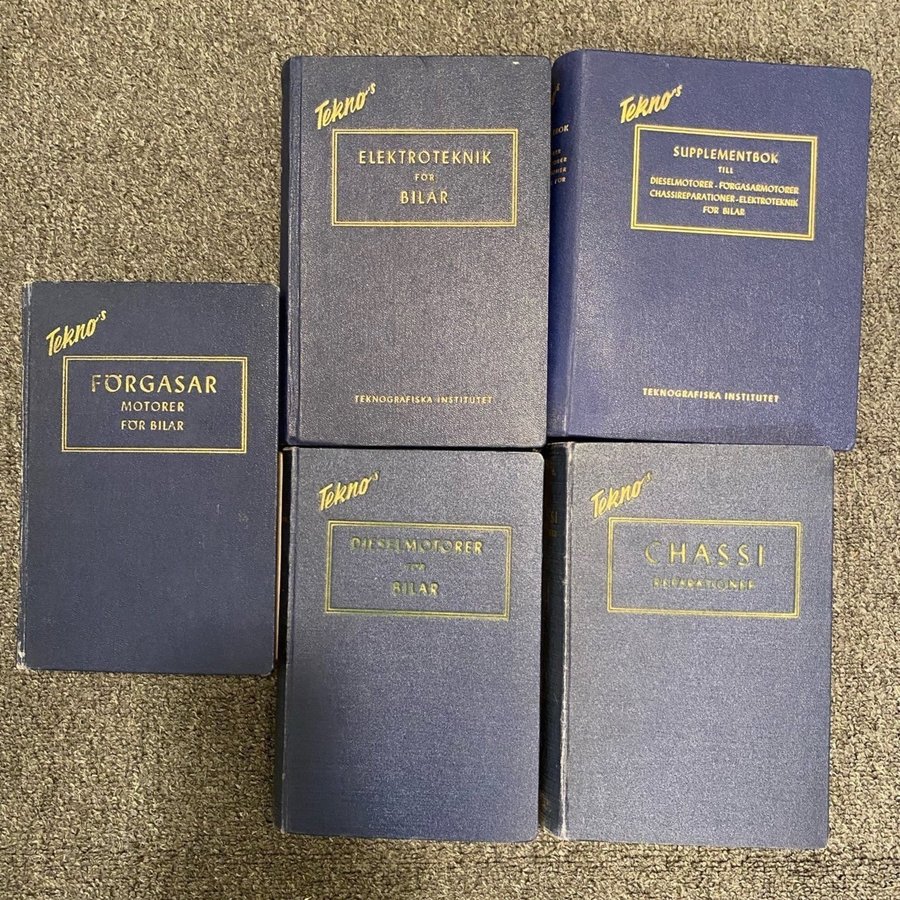 Tekno's
FÖRGASAR
MOTORER
FÖR BILAR
Tekno's
ELEKTROTEKNIK
FÖR
BILAR
TEKNOGRAFISKA INSTITUTET
Tekno's
SUPPLEMENTBOK
TILL
DIESELMOTORER - FÖRGASARMOTORER
CHASSIREPARATIONER - ELEKTROTEKNIK
FÖR BILAR
TEKNOGRAFISKA INSTITUTET
Tekno's
DIESELMOTORER
FÖR
BILAR
Tekno's
CHASSI
REPARATIONER